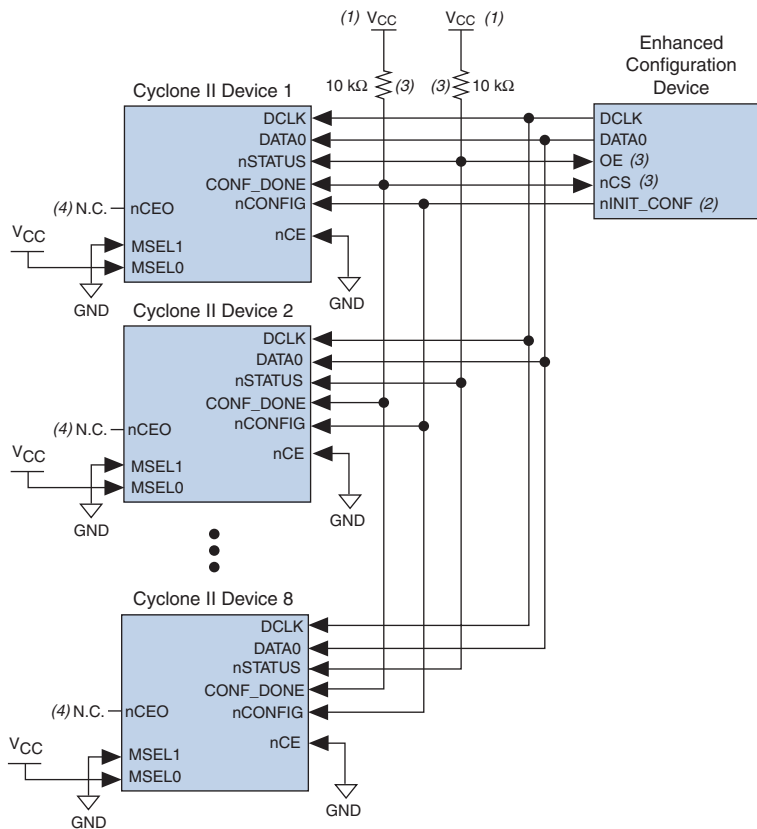 (1) VCC
VCC (1)
10 kΩ (3)
(3) 10 kΩ
Enhanced
Configuration
Device
DCLK
DATA0
OE (3)
nCS (3)
nINIT_CONF (2)
Cyclone II Device 1
DCLK
DATA0
nSTATUS
CONF_DONE
nCONFIG
nCE
(4) N.C.
nCEO
VCC
MSEL1
MSEL0
GND
GND
Cyclone II Device 2
DCLK
DATA0
nSTATUS
CONF_DONE
nCONFIG
nCE
(4) N.C.
nCEO
VCC
MSEL1
MSEL0
GND
GND
Cyclone II Device 8
DCLK
DATA0
nSTATUS
CONF_DONE
nCONFIG
nCE
(4) N.C.
nCEO
VCC
MSEL1
MSEL0
GND
GND